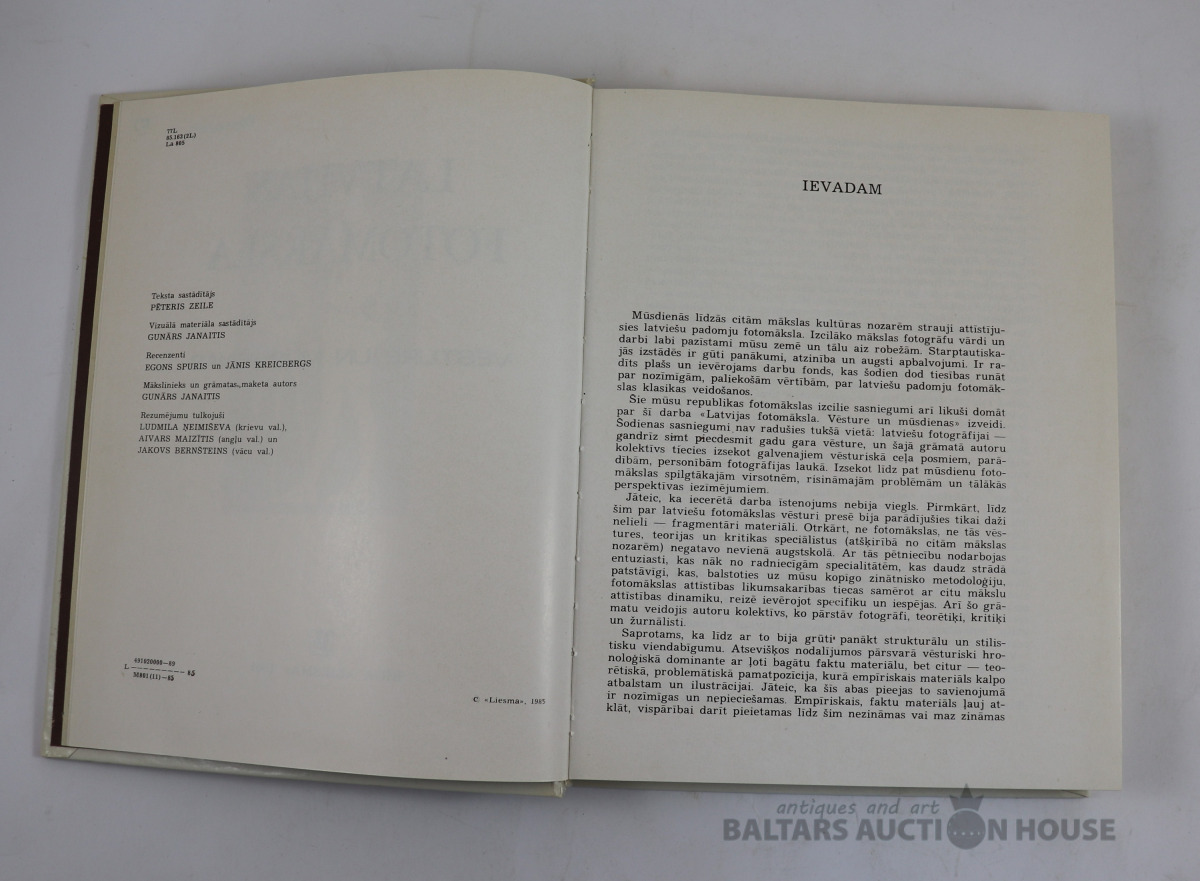 77L
85.162(2L)
La 805
Teksta sastādītājs
PĒTERIS ZEILE
Vizuālā materiāla sastādītājs
GUNĀRS JANAITIS
Recenzenti
EGONS SPURIS un JĀNIS KREICBERGS
Mākslinieks un grāmatas maketa autors
GUNĀRS JANAITIS
Rezumējumu tulkojuši
LUDMILA ŅEIMIŠEVA (krievu val.),
AIVARS MAIZĪTIS (angļu val.) un
JAKOVS BERNŠTEINS (vācu val.)
L
M801(11)—85
85
© «Liesma», 1985
IEVADAM
Mūsdienās līdzās citām mākslas kultūras nozarēm strauji attīstīju-
sies latviešu padomju fotomāksla. Izcilāko mākslas fotogrāfu vārdi un
darbi labi pazīstami mūsu zemē un tālu aiz robežām. Starptautiska-
jās izstādēs ir gūti panākumi, atzinība un augsti apbalvojumi. Ir ra-
dīts plašs un ievērojams darbu fonds, kas šodien dod tiesības runāt
par nozīmīgām, paliekošām vērtībām, par latviešu padomju fotomāk-
slas klasikas veidošanos.
Šie mūsu republikas fotomākslas izcilie sasniegumi arī likuši domāt
par šī darba «Latvijas fotomāksla. Vēsture un mūsdienas» izveidi.
Šodienas sasniegumi nav radušies tukšā vietā: latviešu fotogrāfijai —
gandrīz simt piecdesmit gadu gara vēsture, un šajā grāmatā autoru
kolektīvs tiecies izsekot galvenajiem vēsturiskā ceļa posmiem, parā-
dībām, personībām fotogrāfijas laukā. Izsekot līdz pat mūsdienu foto-
mākslas spilgtākajām virsotnēm, risināmajām problēmām un tālākās
perspektīvas iezīmējumiem.
Jāteic, ka iecerētā darba īstenojums nebija viegls. Pirmkārt, līdz
šim par latviešu fotomākslas vēsturi presē bija parādījušies tikai daži
nelieli — fragmentāri materiāli. Otrkārt, ne fotomākslas, ne tās vēs-
tures, teorijas un kritikas speciālistus (atšķirībā no citām mākslas
nozarēm) negatavo nevienā augstskolā. Ar tās pētniecību nodarbojas
entuziasti, kas nāk no radniecīgām specialitātēm, kas daudz strādā
patstāvīgi, kas, balstoties uz mūsu kopīgo zinātnisko metodoloģiju,
fotomākslas attīstības likumsakarības tiecas samērot ar citu mākslu
attīstības dinamiku, reizē ievērojot specifiku un iespējas. Arī šo grā-
matu veidojis autoru kolektīvs, ko pārstāv fotogrāfi, teorētiķi, kritiķi
un žurnālisti.
Saprotams, ka līdz ar to bija grūti panākt strukturālu un stilis-
tisku viendabīgumu. Atsevišķos nodalījumos pārsvarā vēsturiski hro-
noloģiskā dominante ar ļoti bagātu faktu materiālu, bet citur — teo-
rētiskā, problemātiskā pamatpozīcija, kurā empīriskais materiāls kalpo
atbalstam un ilustrācijai. Jāteic, ka šīs abas pieejas to savienojumā
ir nozīmīgas un nepieciešamas. Empīriskais, faktu materiāls ļauj at-
klāt, vispārībai darīt pieietamas līdz šim nezināmas vai maz zināmas
antiques and art
BALTARS AUCTION HOUSE